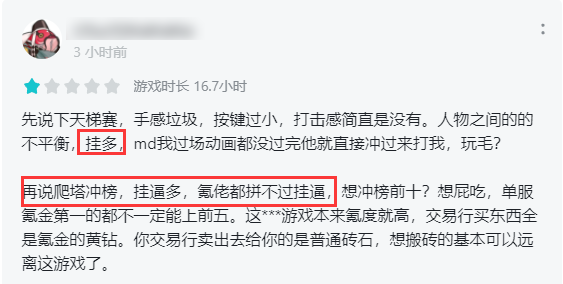 3 小时前
游戏时长 16.7小时
先说下天梯赛，手感垃圾，按键过小，打击感简直是没有。人物之间的的
不平衡，挂多，md我过场动画都没过完他就直接冲过来打我，玩毛？
再说爬塔冲榜，挂逼多，氪佬都拼不过挂逼，想冲榜前十？想屁吃，单服
氪金第一的都不一定能上前五。这***游戏本来氪度就高，交易行买东西全
是氪金的黄钻。你交易行卖出去给你的是普通砖石，想搬砖的基本可以远
离这游戏了。